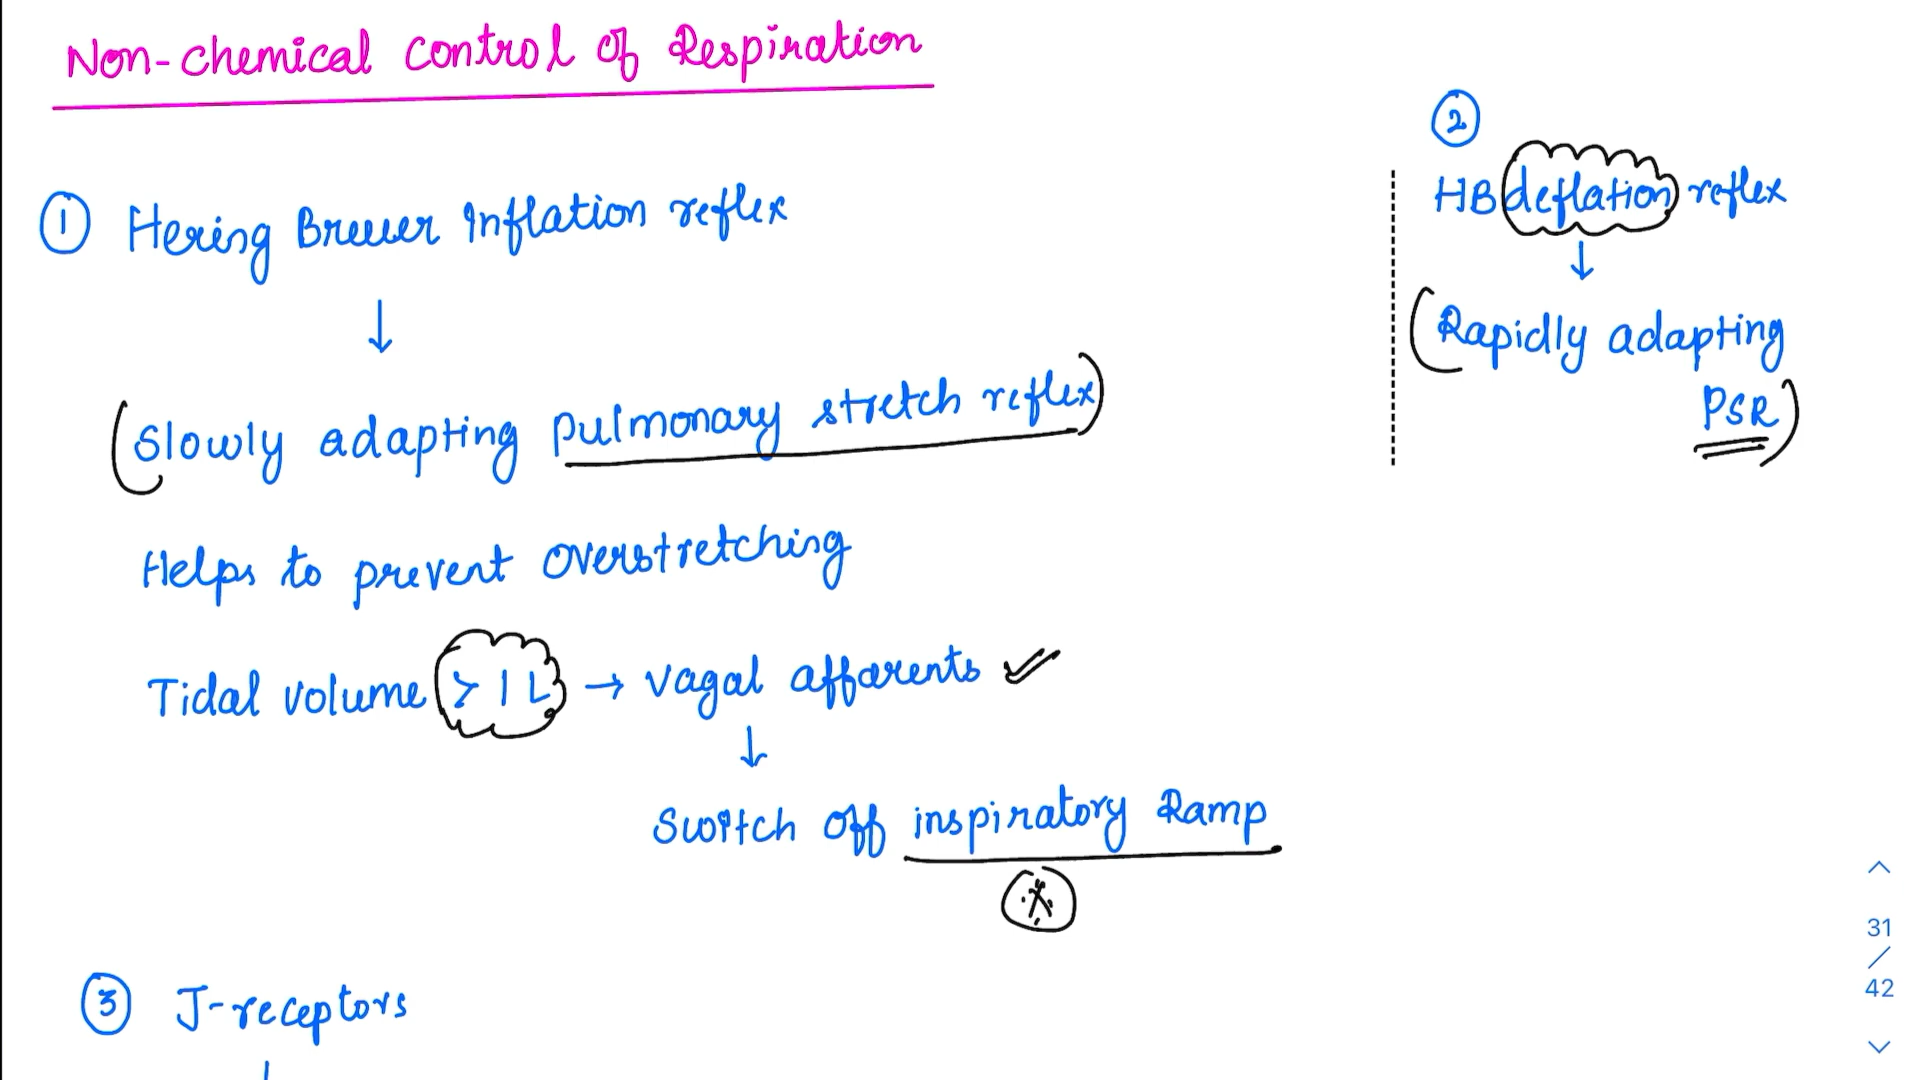 Non-chemical control of Respiration
① Hering Breuer Inflation reflex
↓
(Slowly adapting pulmonary stretch reflex)
Helps to prevent overstretching
Tidal volume > 1 L → vagal affarents ✓
↓
Switch off inspiratory Ramp
*
②
HB deflation reflex
↓
(Rapidly adapting
PSR)
③ J-receptors
31
/
42